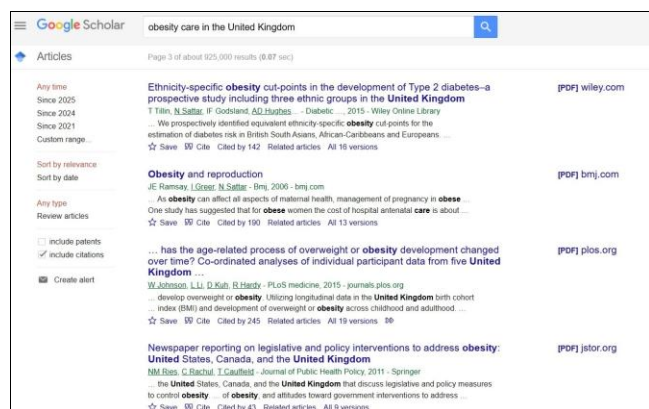 Google Scholar
obesity care in the United Kingdom
Articles
Page 3 of about 925,000 results (0.07 sec)
Any time
Since 2025
Since 2024
Since 2021
Custom range...
Sort by relevance
Sort by date
Any type
Review articles
include patents
include citations
Create alert
Ethnicity-specific obesity cut-points in the development of Type 2 diabetes–a
prospective study including three ethnic groups in the United Kingdom
T Tillin, N Sattar, IF Godsland, AD Hughes... - Diabetic ..., 2015 - Wiley Online Library
... We prospectively identified equivalent ethnicity-specific obesity cut-points for the
estimation of diabetes risk in British South Asians, African-Caribbeans and Europeans. ...
Save Cite Cited by 142 Related articles All 16 versions
[PDF] wiley.com
Obesity and reproduction
JE Ramsay, I Greer, N Sattar - Bmj, 2006 - bmj.com
... As obesity can affect all aspects of maternal health, management of pregnancy in obese ...
One study has suggested that for obese women the cost of hospital antenatal care is about ...
Save Cite Cited by 190 Related articles All 13 versions
[PDF] bmj.com
... has the age-related process of overweight or obesity development changed
over time? Co-ordinated analyses of individual participant data from five United
Kingdom ...
W Johnson, L Li, D Kuh, R Hardy - PLoS medicine, 2015 - journals.plos.org
... develop overweight or obesity. Utilizing longitudinal data in the United Kingdom birth cohort
... index (BMI) and development of overweight or obesity across childhood and adulthood. ...
Save Cite Cited by 245 Related articles All 19 versions
[PDF] plos.org
Newspaper reporting on legislative and policy interventions to address obesity:
United States, Canada, and the United Kingdom
NM Ries, C Rachul, T Caulfield - Journal of Public Health Policy, 2011 - Springer
... the United States, Canada, and the United Kingdom that discuss legislative and policy measures
to control obesity. ... of obesity, and attitudes toward government interventions to address ...
Save Cite Cited by 43 Related articles All 9 versions
[PDF] jstor.org